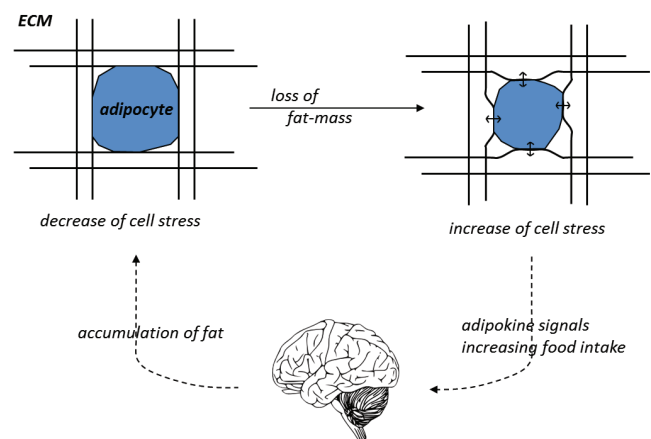 ECM
adipocyte
loss of
fat-mass
decrease of cell stress
increase of cell stress
accumulation of fat
adipokine signals
increasing food intake